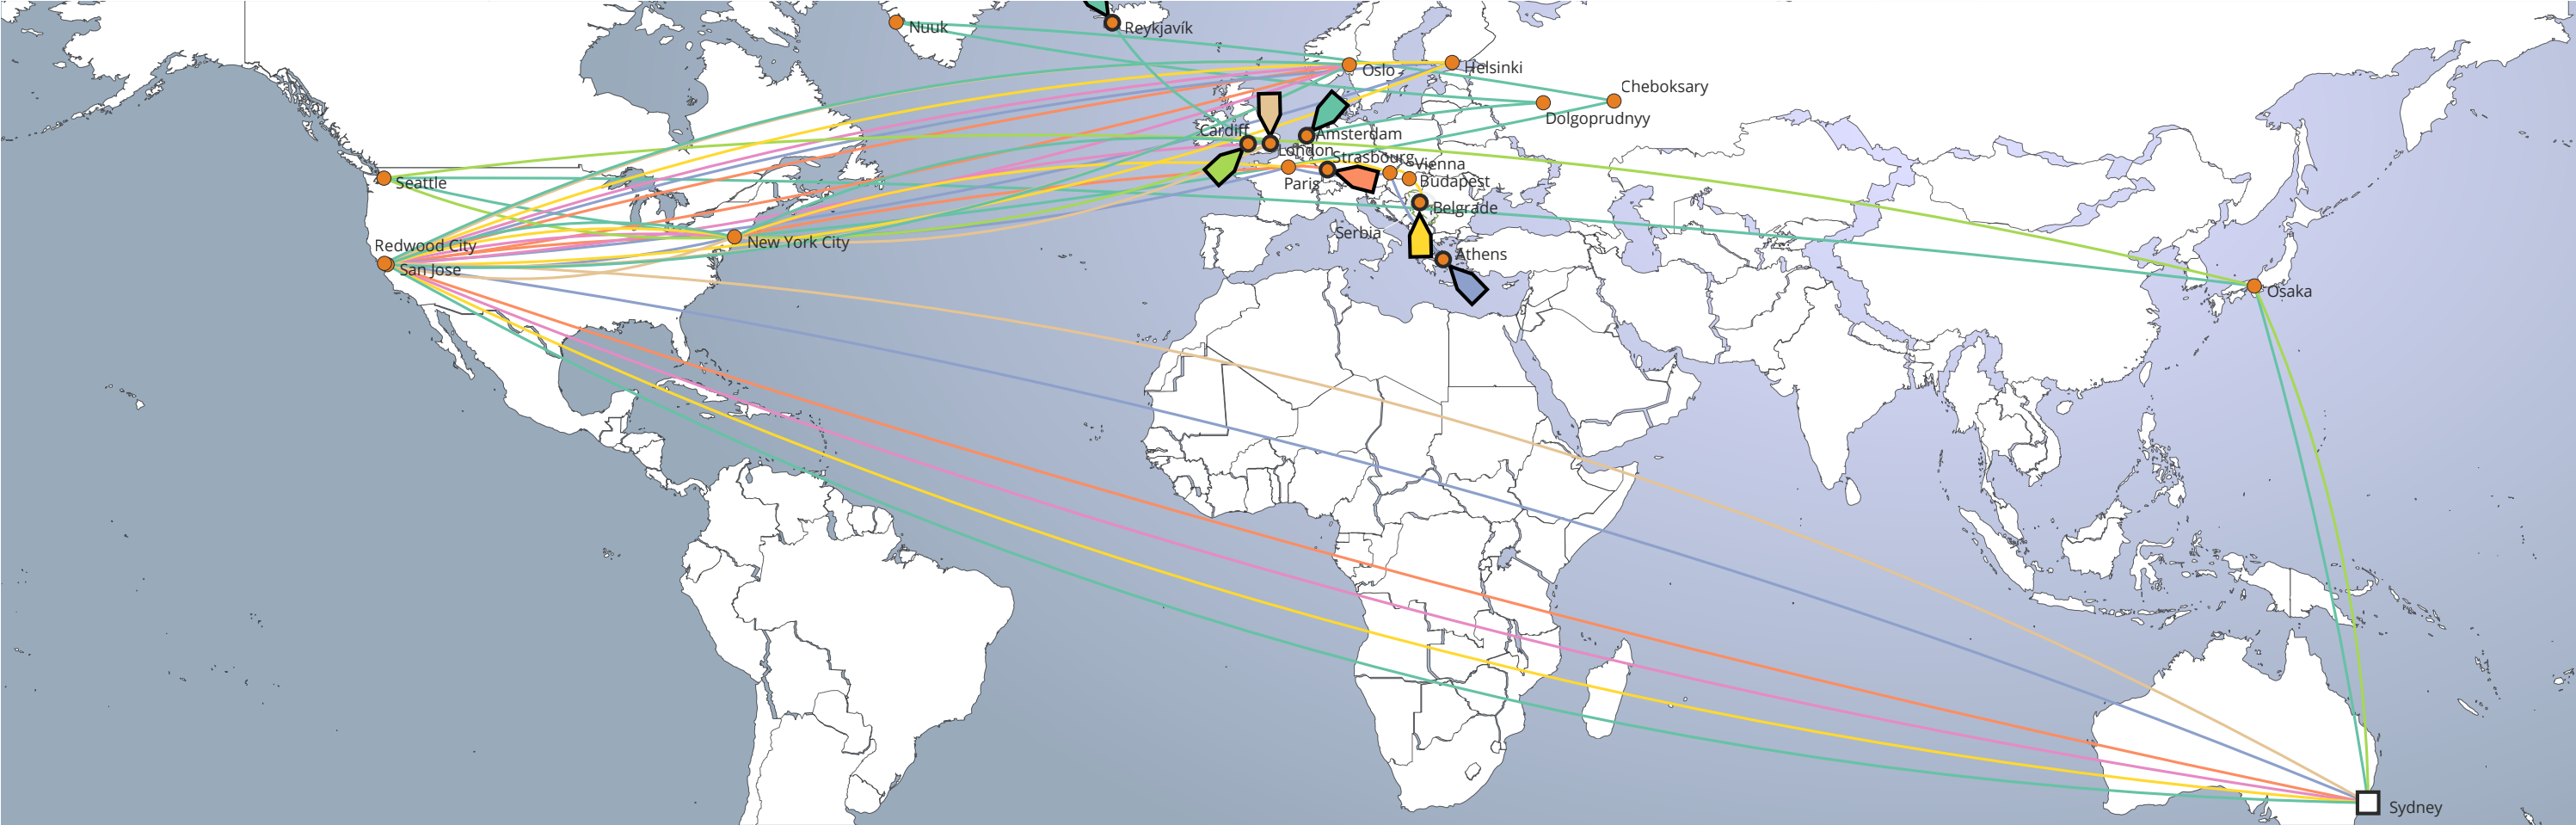 Nuuk
Reykjavík
Oslo
Helsinki
Cheboksary
Dolgoprudnyy
Cardiff
Amsterdam
London
Strasbourg
Vienna
Paris
Budapest
Seattle
Belgrade
Serbia
Redwood City
New York City
Athens
San Jose
Osaka
Sydney